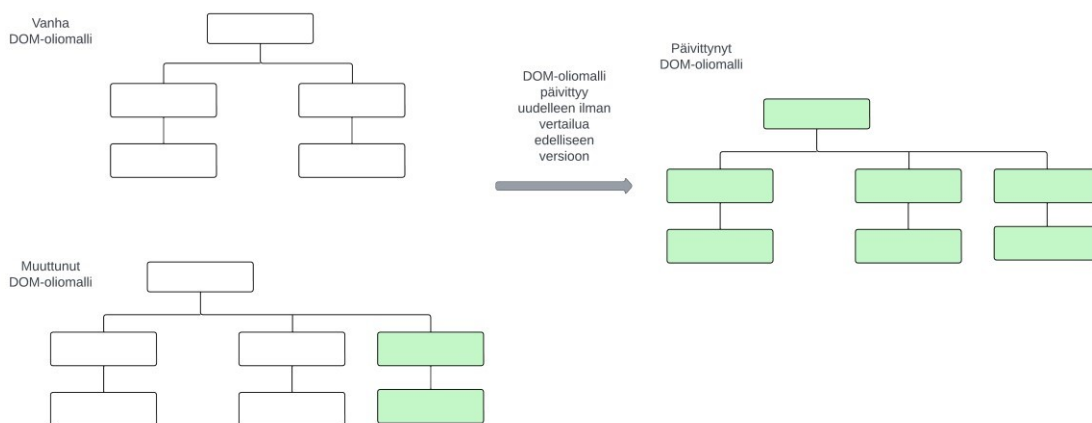 Vanha
DOM-oliomalli
DOM-oliomalli
päivittyy
uudelleen ilman
vertailua
edelliseen
versioon
Päivittynyt
DOM-oliomalli
Muuttunut
DOM-oliomalli